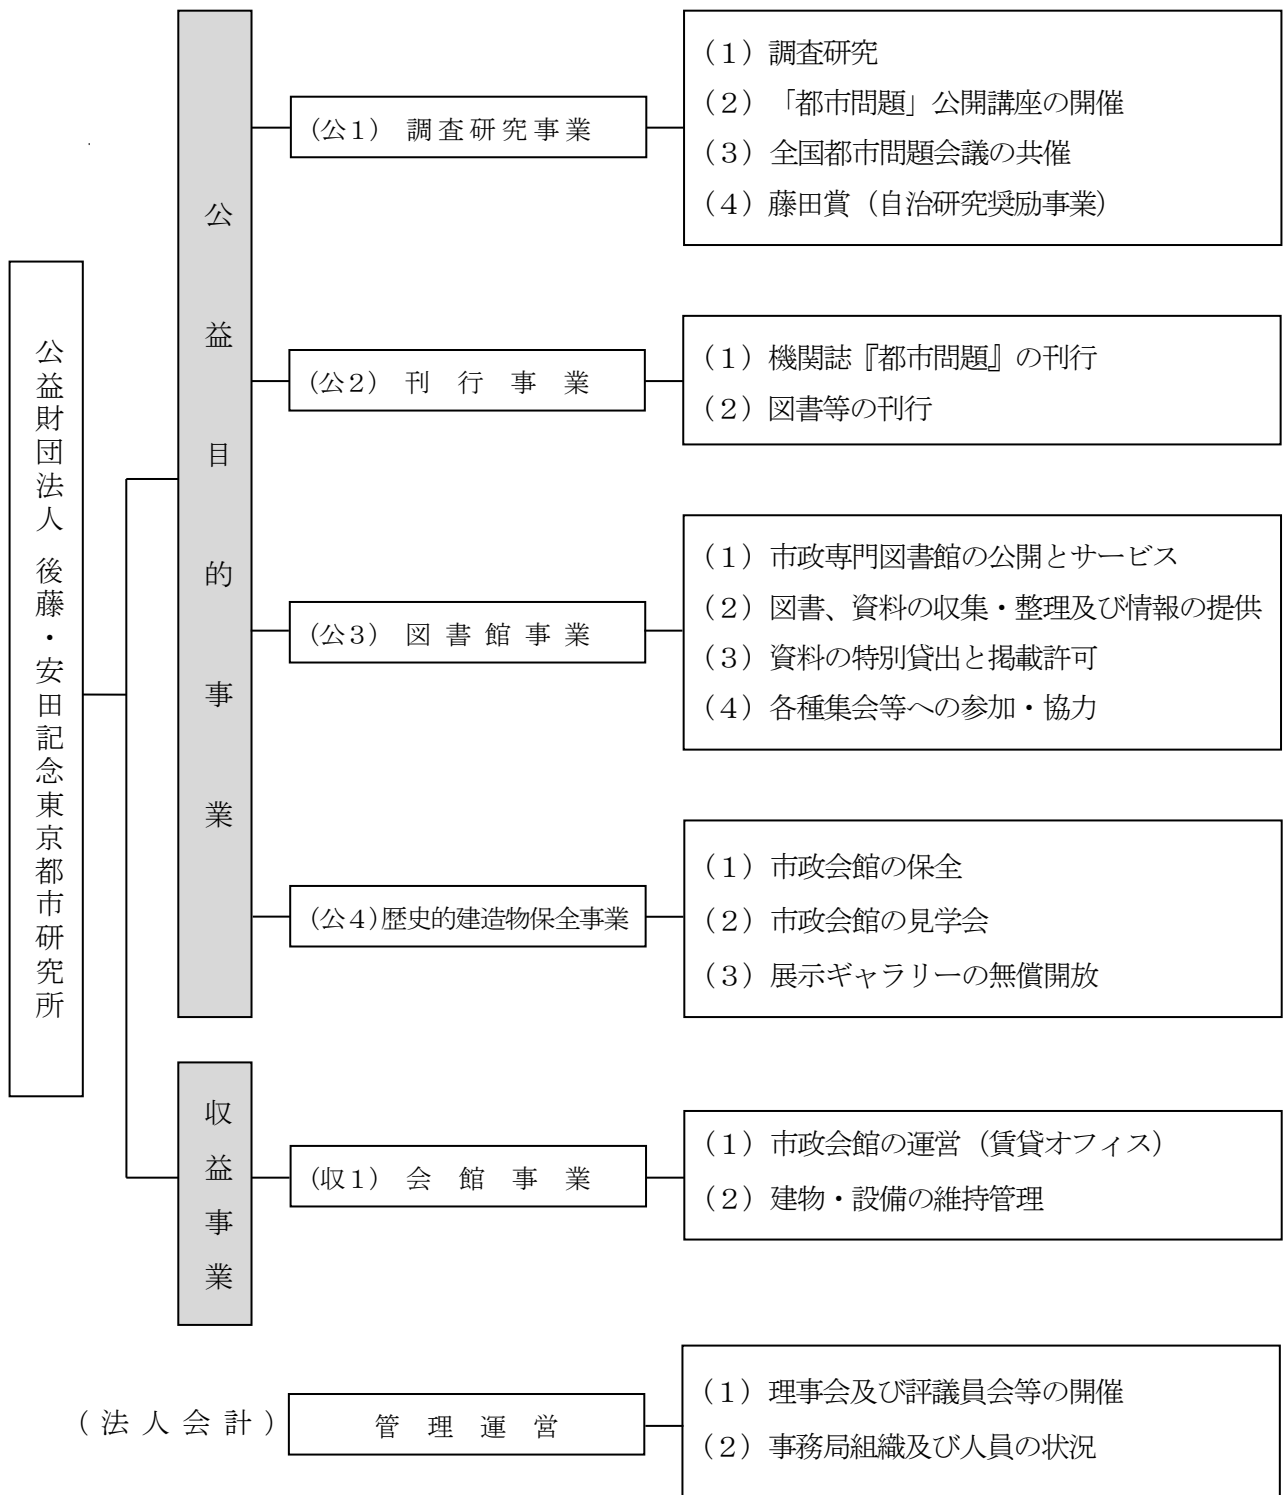 公益財団法人 後藤・安田記念東京都市研究所
公益目的事業
(公1) 調査研究事業
(1)調査研究
(2)「都市問題」公開講座の開催
(3)全国都市問題会議の共催
(4)藤田賞(自治研究奨励事業)
(公2) 刊行事業
(1)機関誌『都市問題』の刊行
(2)図書等の刊行
(公3) 図書館事業
(1)市政専門図書館の公開とサービス
(2)図書、資料の収集・整理及び情報の提供
(3)資料の特別貸出と掲載許可
(4)各種集会等への参加・協力
(公4)歴史的建造物保全事業
(1)市政会館の保全
(2)市政会館の見学会
(3)展示ギャラリーの無償開放
収益事業
(収1) 会館事業
(1)市政会館の運営(賃貸オフィス)
(2)建物・設備の維持管理
(法人会計)
管理運営
(1)理事会及び評議員会等の開催
(2)事務局組織及び人員の状況